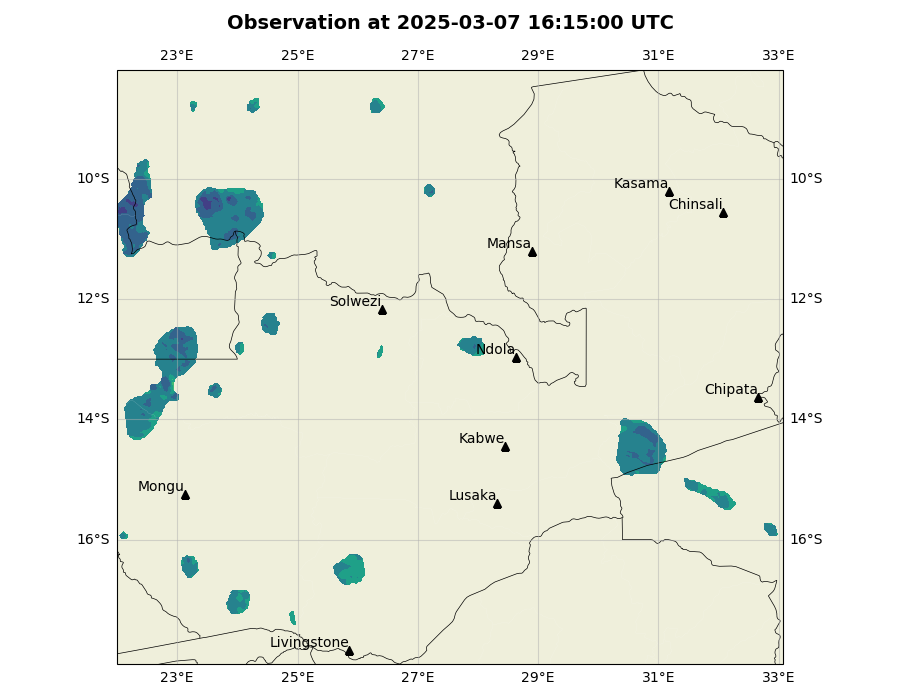 Observation at 2025-03-07 16:15:00 UTC
23°E 25°E 27°E 29°E 31°E 33°E
10°S 10°S
Kasama
Chinsali
Mansa
12°S 12°S
Solwezi
Ndola
Chipata
14°S 14°S
Kabwe
Mongu
Lusaka
16°S 16°S
Livingstone
23°E 25°E 27°E 29°E 31°E 33°E